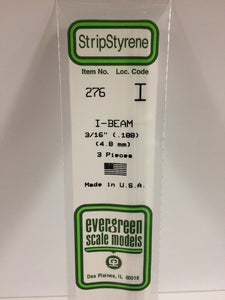 StripStyrene
Item No. Loc. Code
276 I
I-BEAM
3/16" (.188)
(4.8 mm)
3 Pieces
Made in U.S.A.
evergreen
scale models
Des Plaines, IL 60018